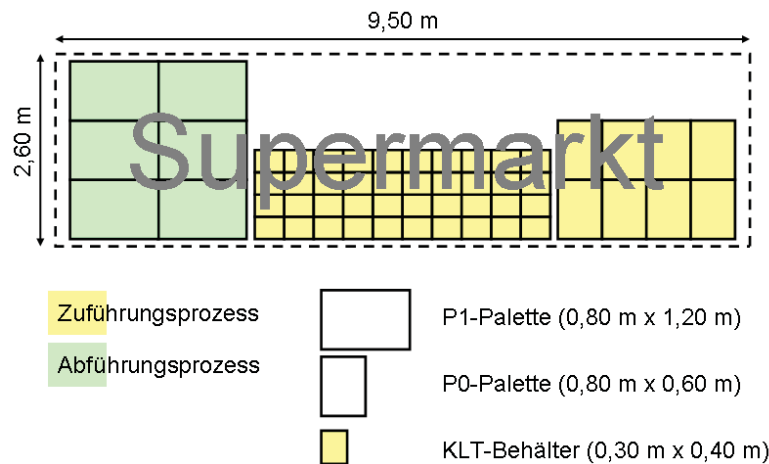 9,50 m
2,60 m
Supermarkt
Zuführungsprozess
Abführungsprozess
P1-Palette (0,80 m x 1,20 m)
P0-Palette (0,80 m x 0,60 m)
KLT-Behälter (0,30 m x 0,40 m)